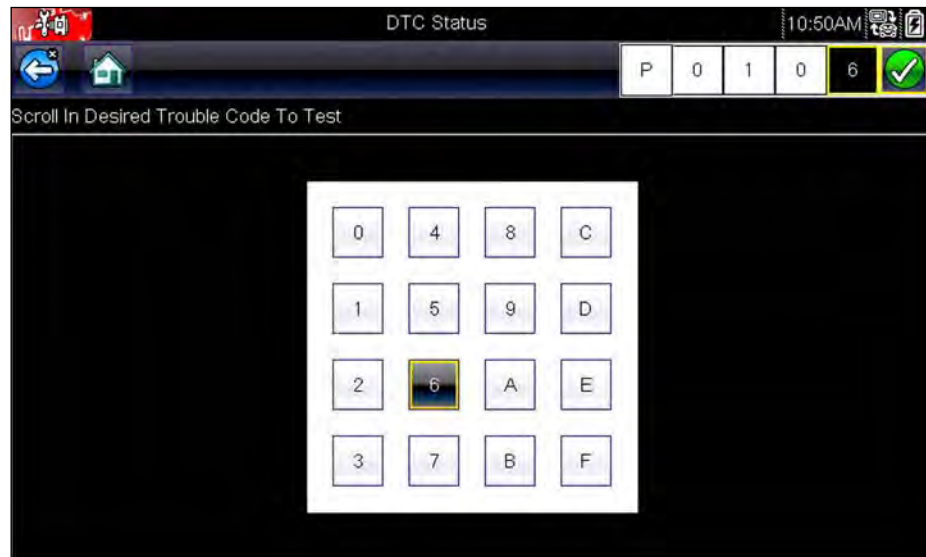 DTC Status
10:50AM
P 0 1 0 6
Scroll In Desired Trouble Code To Test
0 4 8 C
1 5 9 D
2 6 A E
3 7 B F